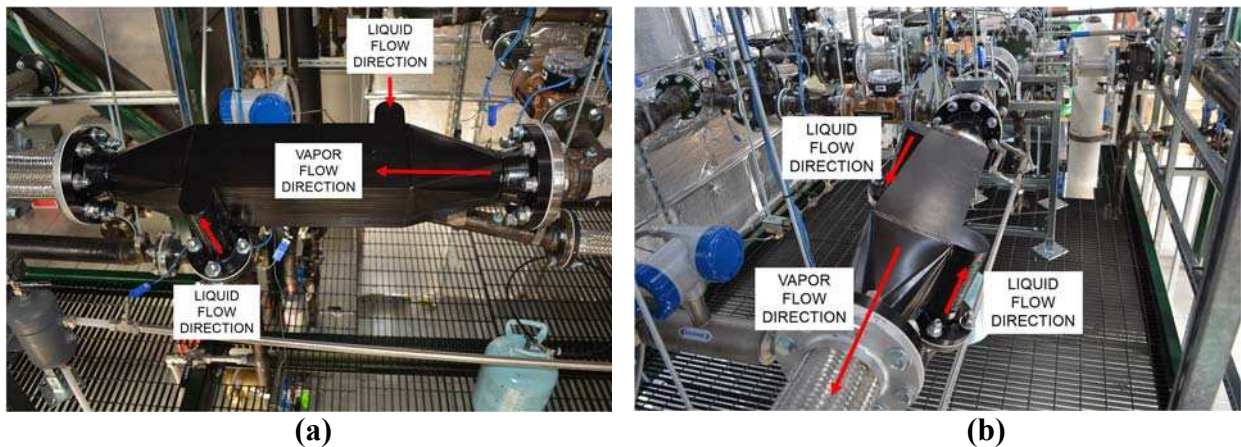 LIQUID
FLOW
DIRECTION
VAPOR
FLOW
DIRECTION
LIQUID
FLOW
DIRECTION
(a)
LIQUID
FLOW
DIRECTION
VAPOR
FLOW
DIRECTION
LIQUID
FLOW
DIRECTION
(b)